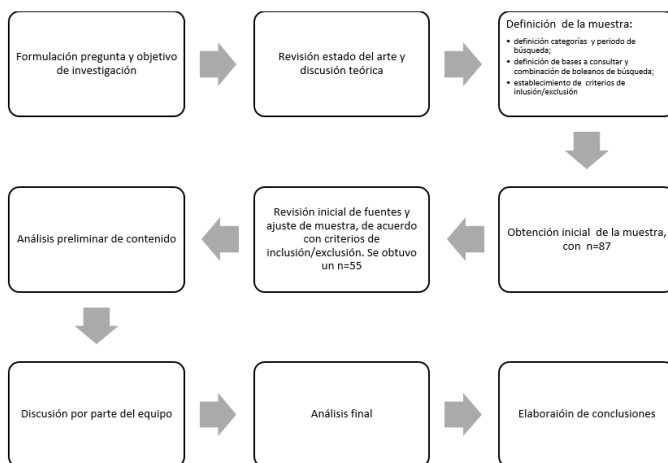 Formulación pregunta y objetivo
de investigación
Revisión estado del arte y
discusión teórica
Definición de la muestra:
• definición categorías y periodo de
búsqueda;
• definición de bases a consultar y
combinación de boleanos de búsqueda;
• establecimiento de criterios de
inlusión/exclusión
Obtención inicial de la muestra,
con n=87
Revisión inicial de fuentes y
ajuste de muestra, de acuerdo
con criterios de
inclusión/exclusión. Se obtuvo
un n=55
Análisis preliminar de contenido
Discusión por parte del equipo
Análisis final
Elaboraióin de conclusiones